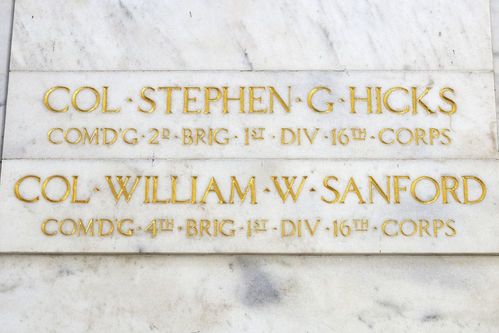 COL · STEPHEN · G · HICKS
COMD'G · 2D · BRIG · 1ST · DIV · 16TH · CORPS
COL · WILLIAM · W · SANFORD
COMDG · 4TH · BRIG · 1ST · DIV · 16TH · CORPS